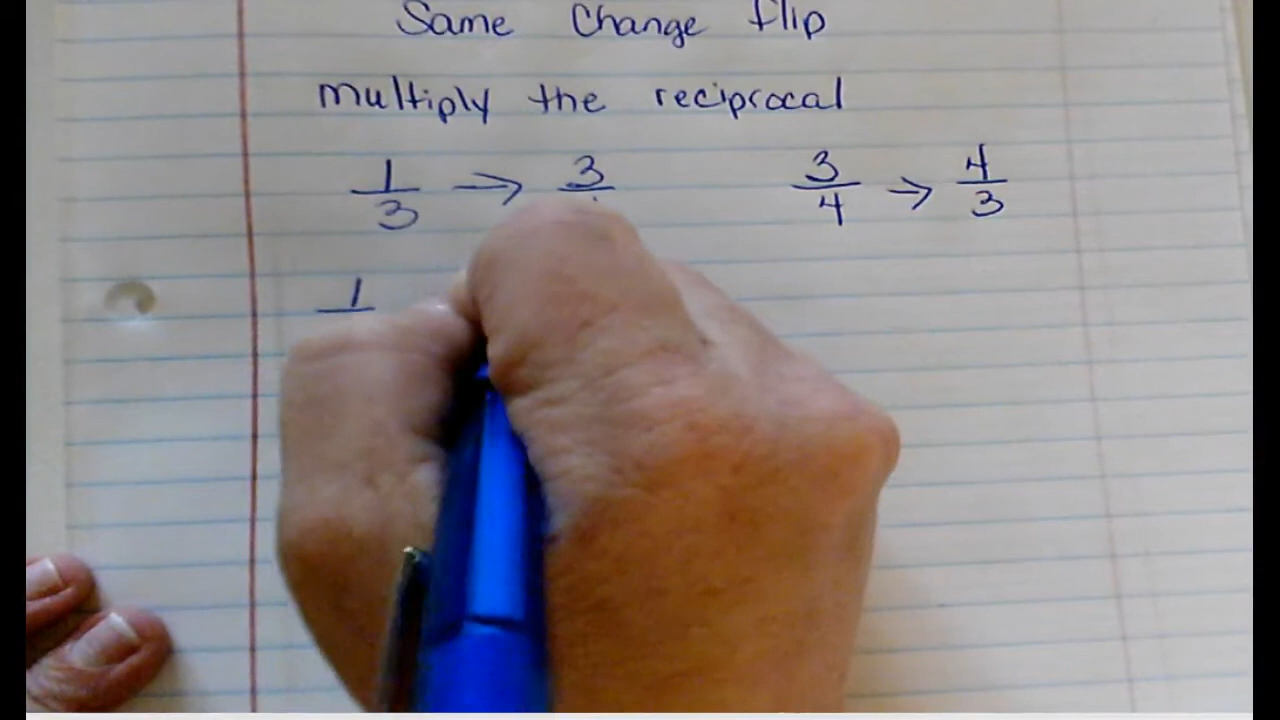 Same Change flip
multiply the reciprocal
1/3 → 3/ 3/4 → 4/3
1/